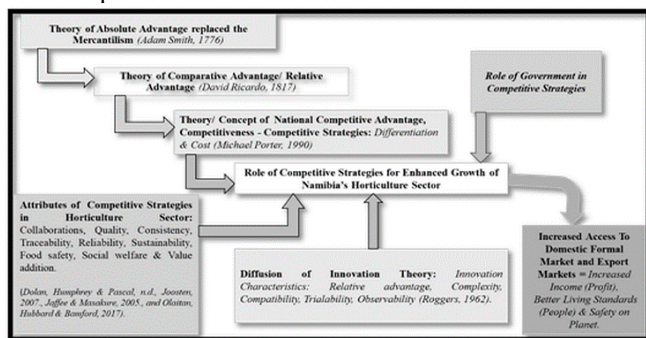 Theory of Absolute Advantage replaced the
Mercantilism (Adam Smith, 1776)
Theory of Comparative Advantage/ Relative
Advantage (David Ricardo, 1817)
Role of Government in
Competitive Strategies
Theory/ Concept of National Competitive Advantage,
Competitiveness - Competitive Strategies: Differentiation
& Cost (Michael Porter, 1990)
Role of Competitive Strategies for Enhanced Growth of
Namibia's Horticulture Sector
Attributes of Competitive Strategies
in Horticulture Sector:
Collaborations, Quality, Consistency,
Traceability, Reliability, Sustainability,
Food safety, Social welfare & Value
addition.
(Dolan, Humphrey & Pascal, n.d., Joosten,
2007., Jaffee & Masakure, 2005., and Olaitan,
Hubbard & Bamford, 2017).
Diffusion of Innovation Theory: Innovation
Characteristics: Relative advantage, Complexity,
Compatibility, Trialability, Observability (Roggers, 1962).
Increased Access To
Domestic Formal
Market and Export
Markets = Increased
Income (Profit),
Better Living Standards
(People) & Safety on
Planet.